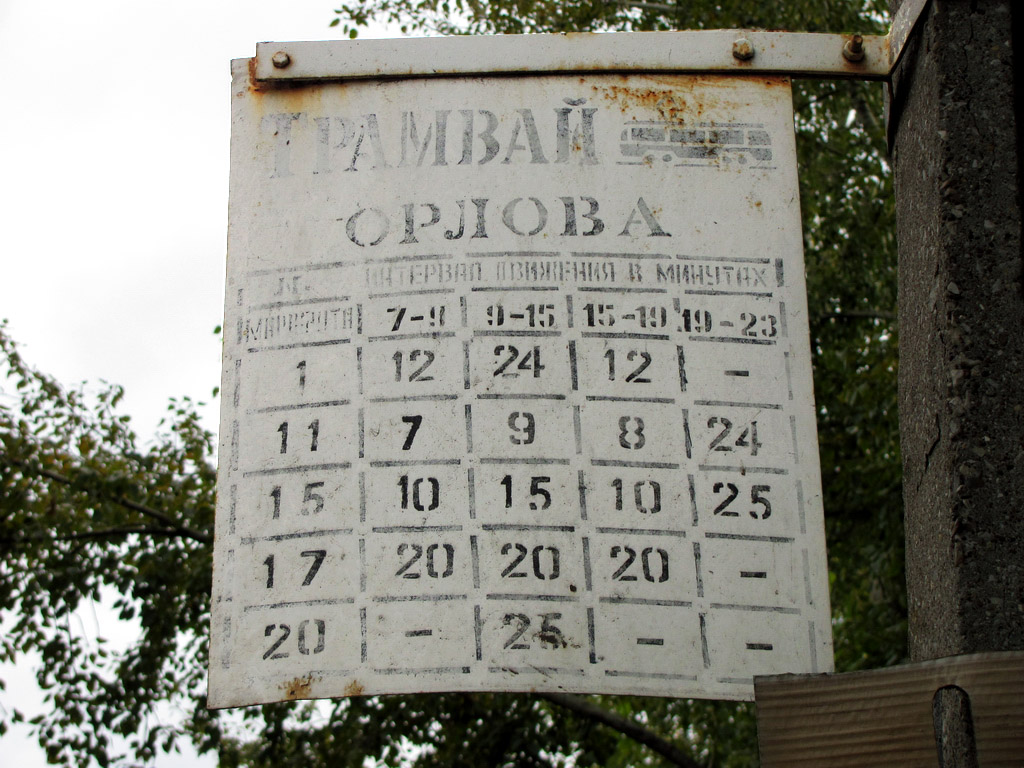 ТРАМВАЙ
ОРЛОВА
ИНТЕРВАЛ ДВИЖЕНИЯ В МИНУТАХ
МАРШРУТА 7-9 9-15 15-19 19-23
1 12 24 12 -
11 7 9 8 24
15 10 15 10 25
17 20 20 20 -
20 - 25 - -